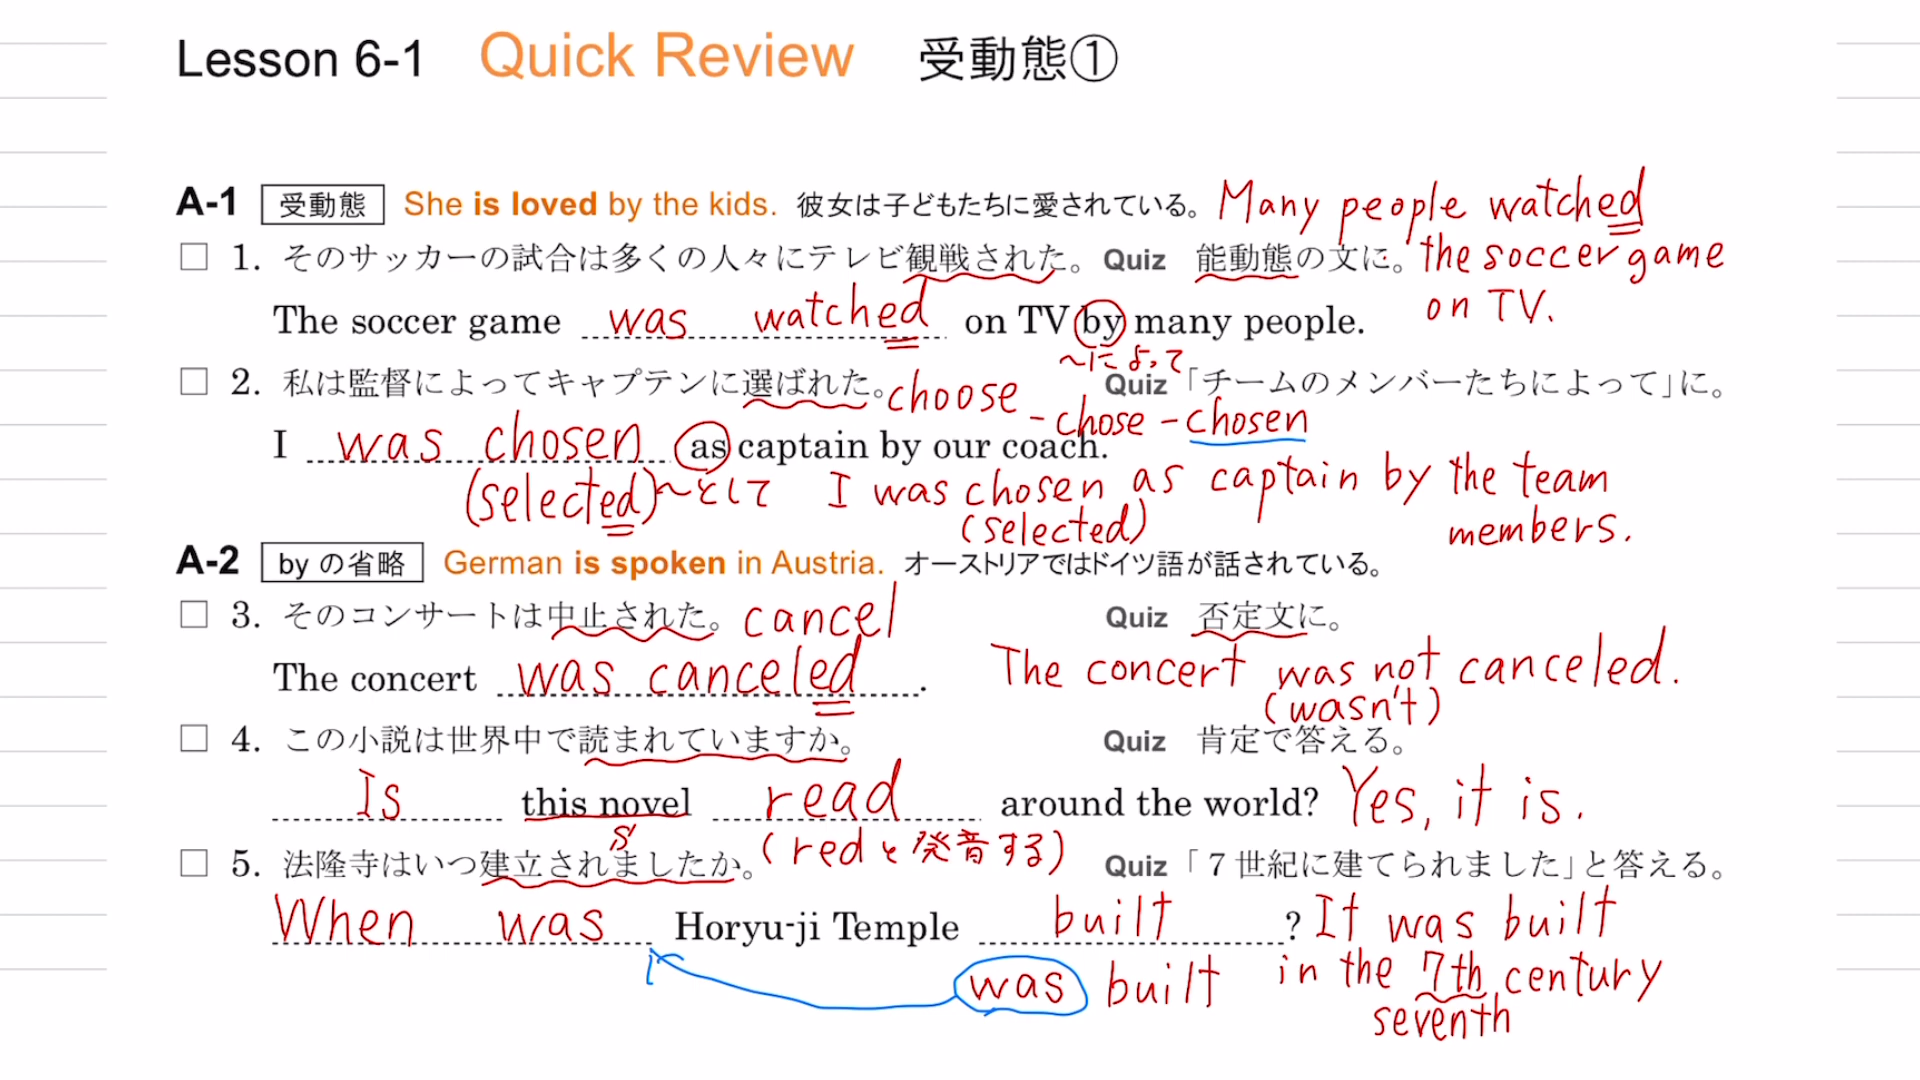 Lesson 6-1 Quick Review 受動態①
A-1 受動態 She is loved by the kids. 彼女は子どもたちに愛されている。 Many people watched
□ 1. そのサッカーの試合は多くの人々にテレビ観戦された。 Quiz 能動態の文に。 the soccer game
on TV.
The soccer game was watched on TV by many people.
～によって
□ 2. 私は監督によってキャプテンに選ばれた。 choose Quiz 「チームのメンバーたちによって」に。
- chose - chosen
I was chosen as captain by our coach.
(selected) ～として I was chosen as captain by the team
(selected) members.
A-2 by の省略 German is spoken in Austria. オーストリアではドイツ語が話されている。
□ 3. そのコンサートは中止された。 cancel Quiz 否定文に。
The concert was canceled. The concert was not canceled.
(wasn't)
□ 4. この小説は世界中で読まれていますか。 Quiz 肯定で答える。
Is this novel read around the world? Yes, it is.
S' (redと発音する)
□ 5. 法隆寺はいつ建立されましたか。 Quiz 「7世紀に建てられました」と答える。
When was Horyu-ji Temple built ? It was built
was built in the 7th century
seventh